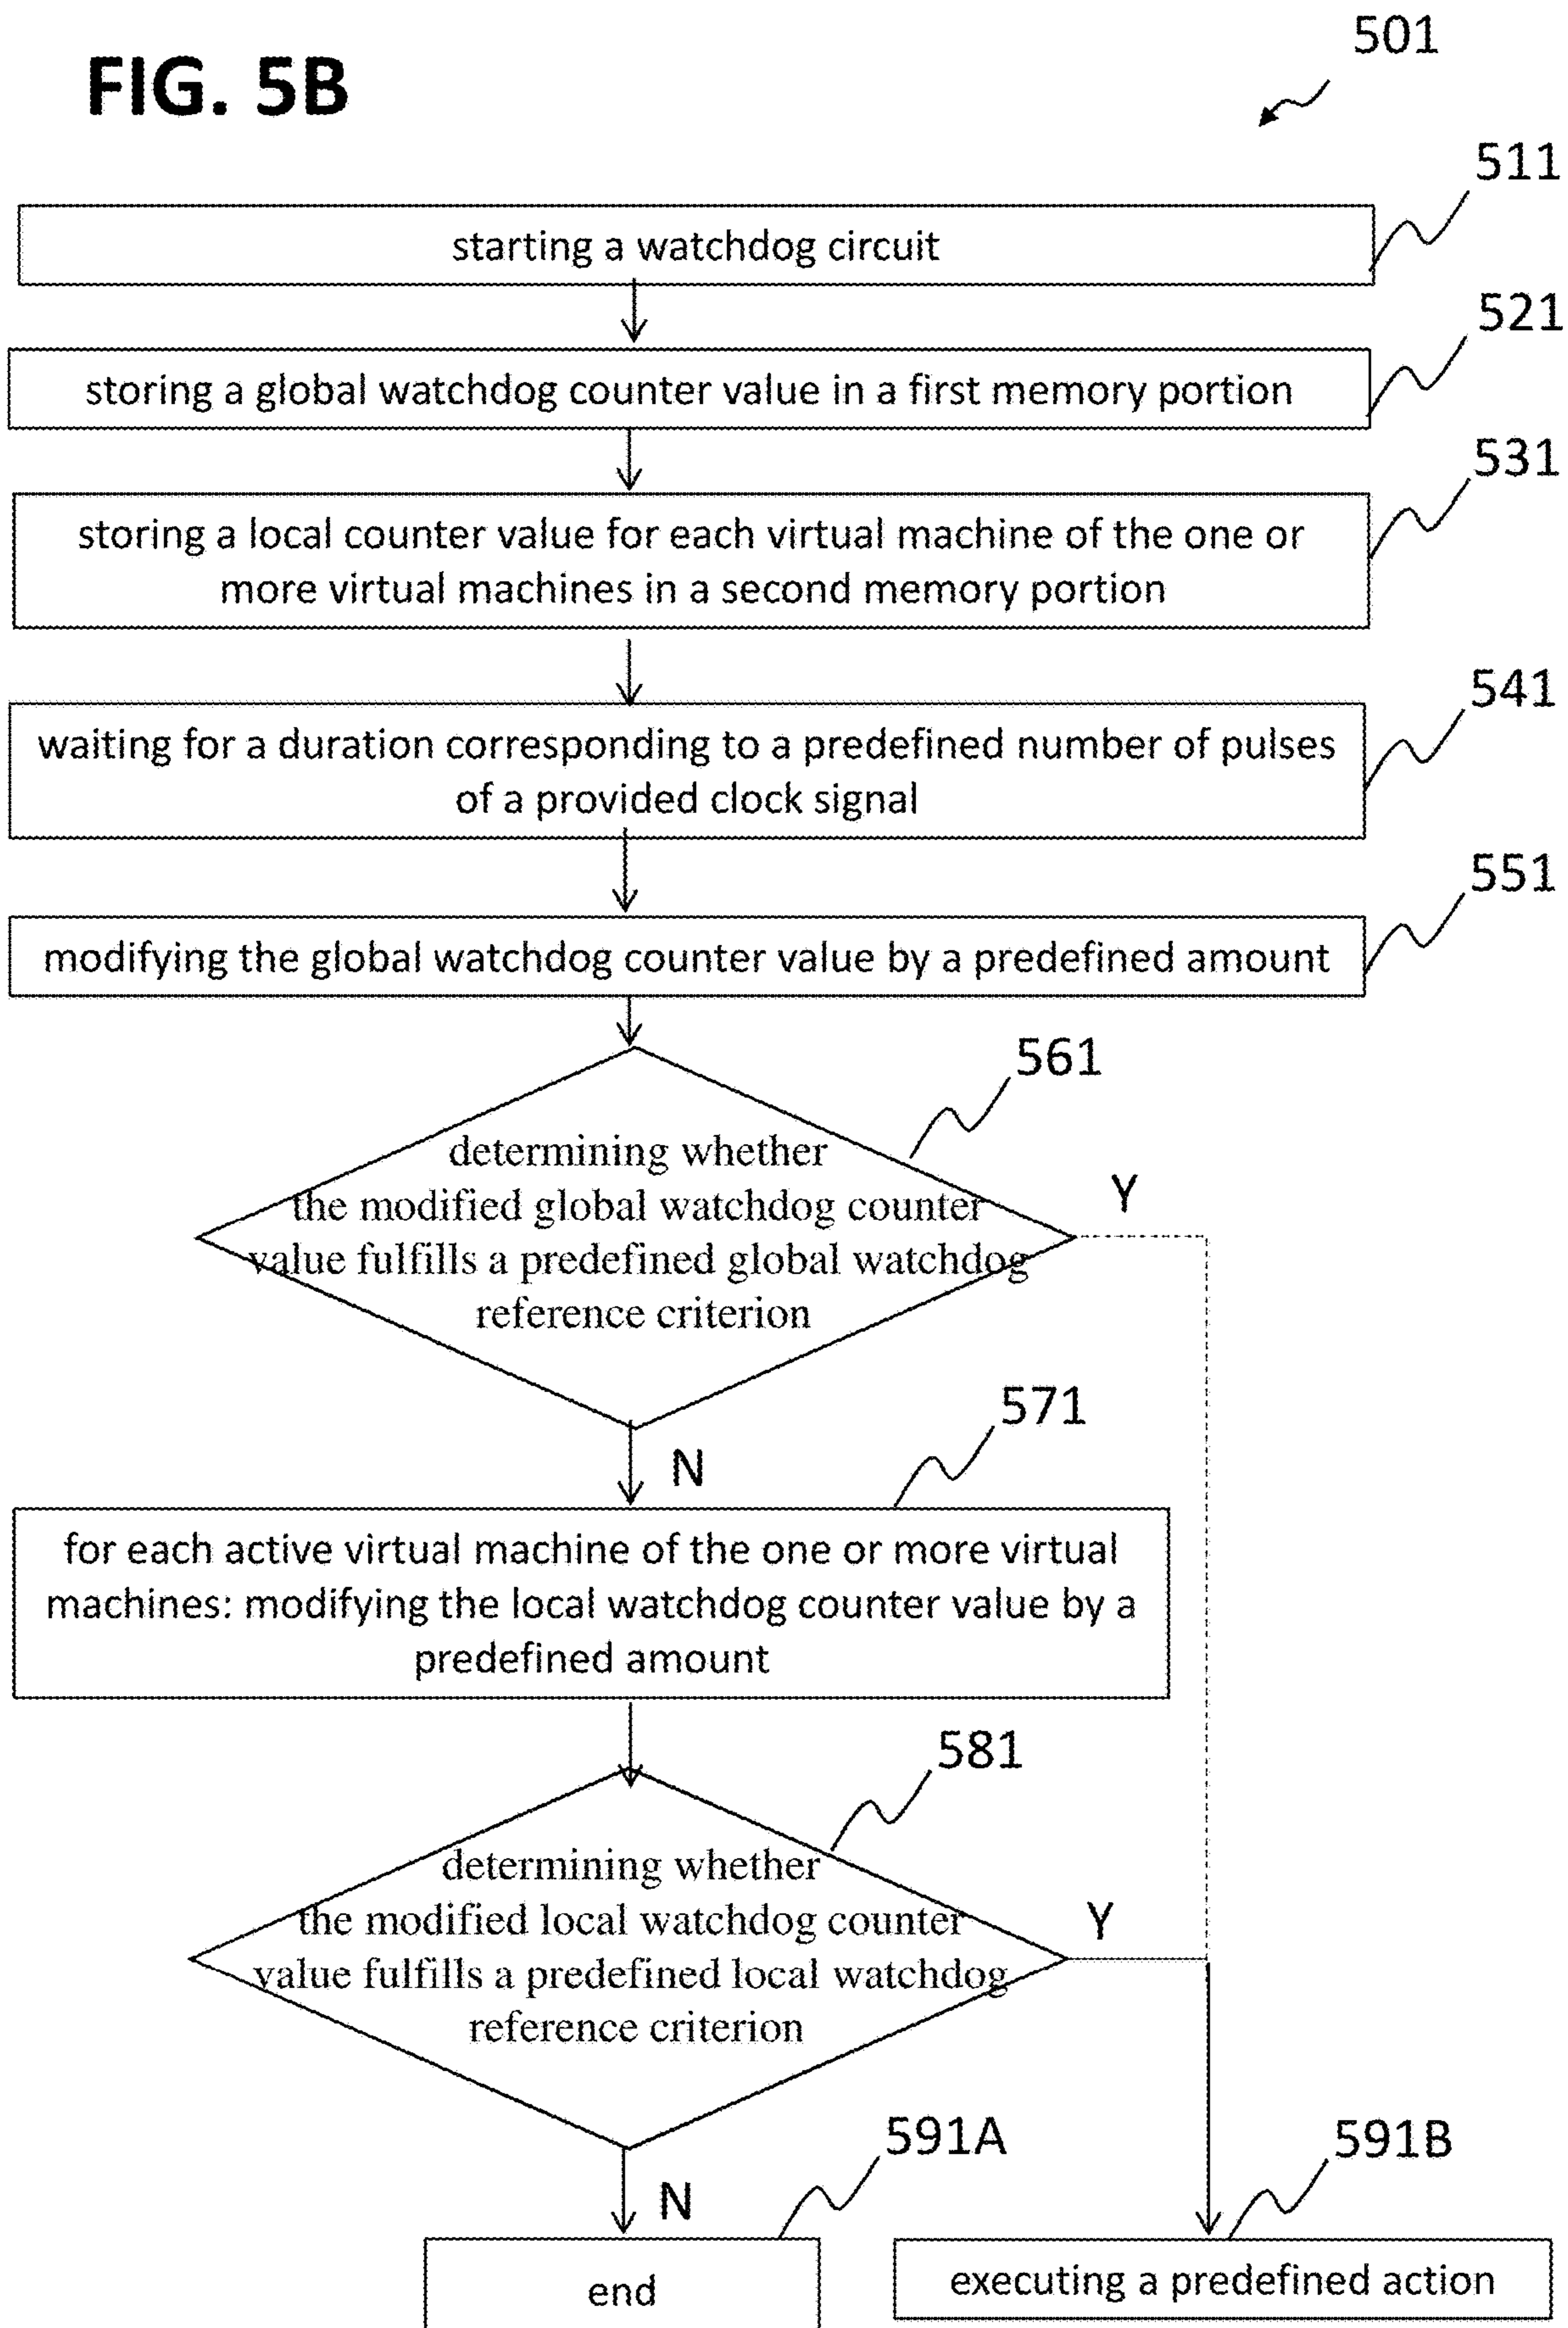 FIG. 5B
501
511
starting a watchdog circuit
521
storing a global watchdog counter value in a first memory portion
531
storing a local counter value for each virtual machine of the one or
more virtual machines in a second memory portion
541
waiting for a duration corresponding to a predefined number of pulses
of a provided clock signal
551
modifying the global watchdog counter value by a predefined amount
561
determining whether
the modified global watchdog counter
value fulfills a predefined global watchdog
reference criterion
Y
N
571
for each active virtual machine of the one or more virtual
machines: modifying the local watchdog counter value by a
predefined amount
581
determining whether
the modified local watchdog counter
value fulfills a predefined local watchdog
reference criterion
Y
N
591A
end
591B
executing a predefined action